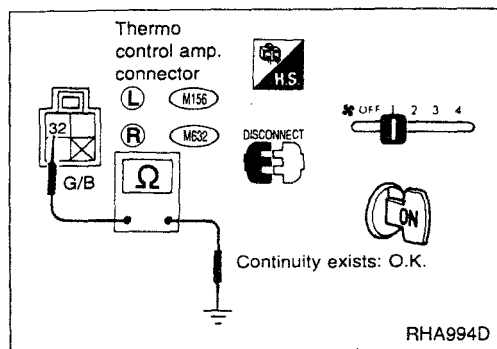 Thermo
control amp.
connector
L M156
R M632
H.S.
DISCONNECT
OFF 1 2 3 4
32
G/B
Ω
ON
Continuity exists: O.K.
RHA994D